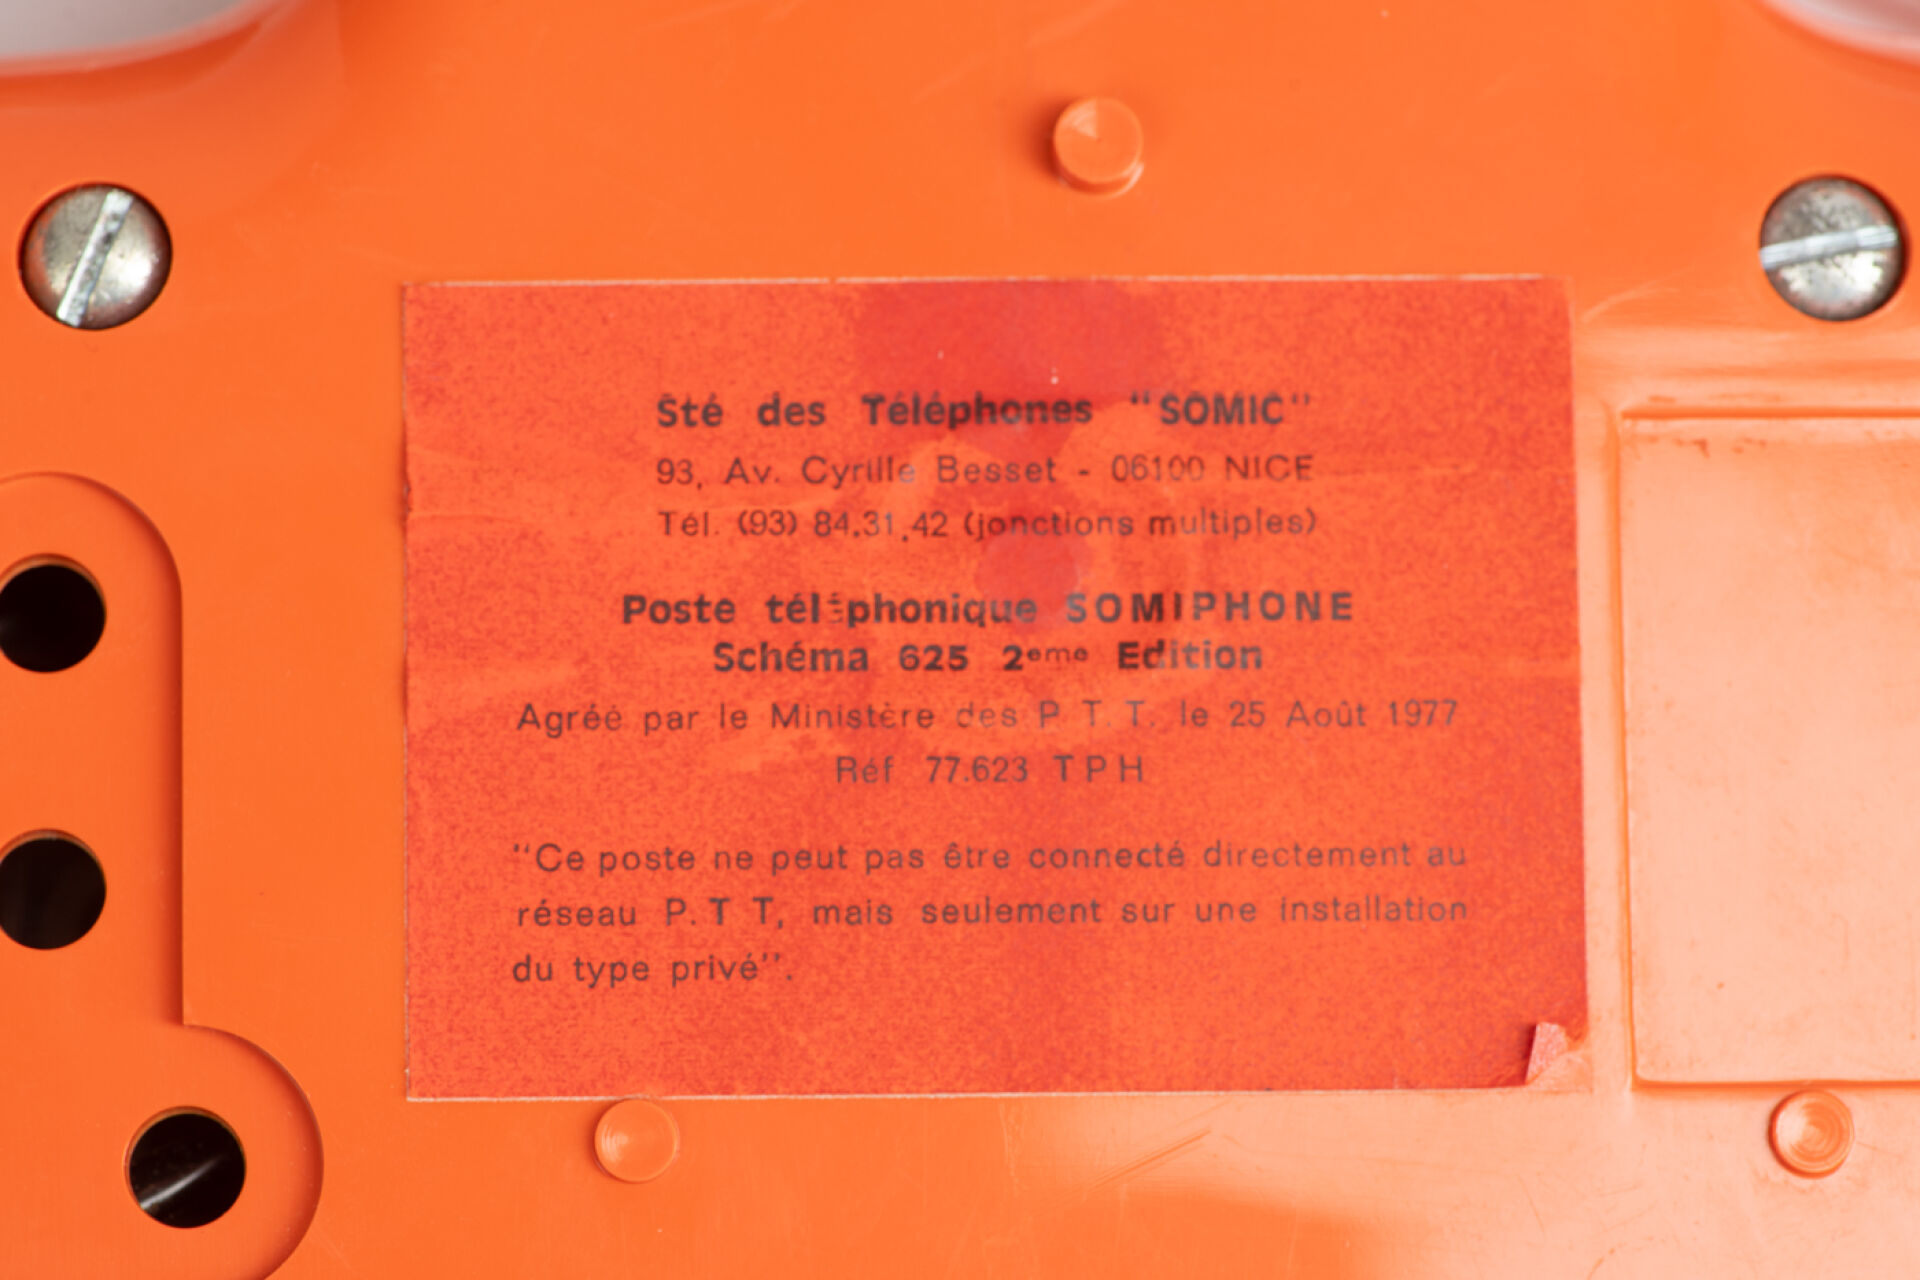 Sté des Téléphones "SOMIC"
93, Av. Cyrille Besset - 06100 NICE
Tél. (93) 84.31.42 (jonctions multiples)
Poste téléphonique SOMIPHONE
Schéma 625 2eme Edition
Agréé par le Ministère des P.T.T. le 25 Août 1977
Réf 77.623 TPH
"Ce poste ne peut pas être connecté directement au
réseau P.T T, mais seulement sur une installation
du type privé".